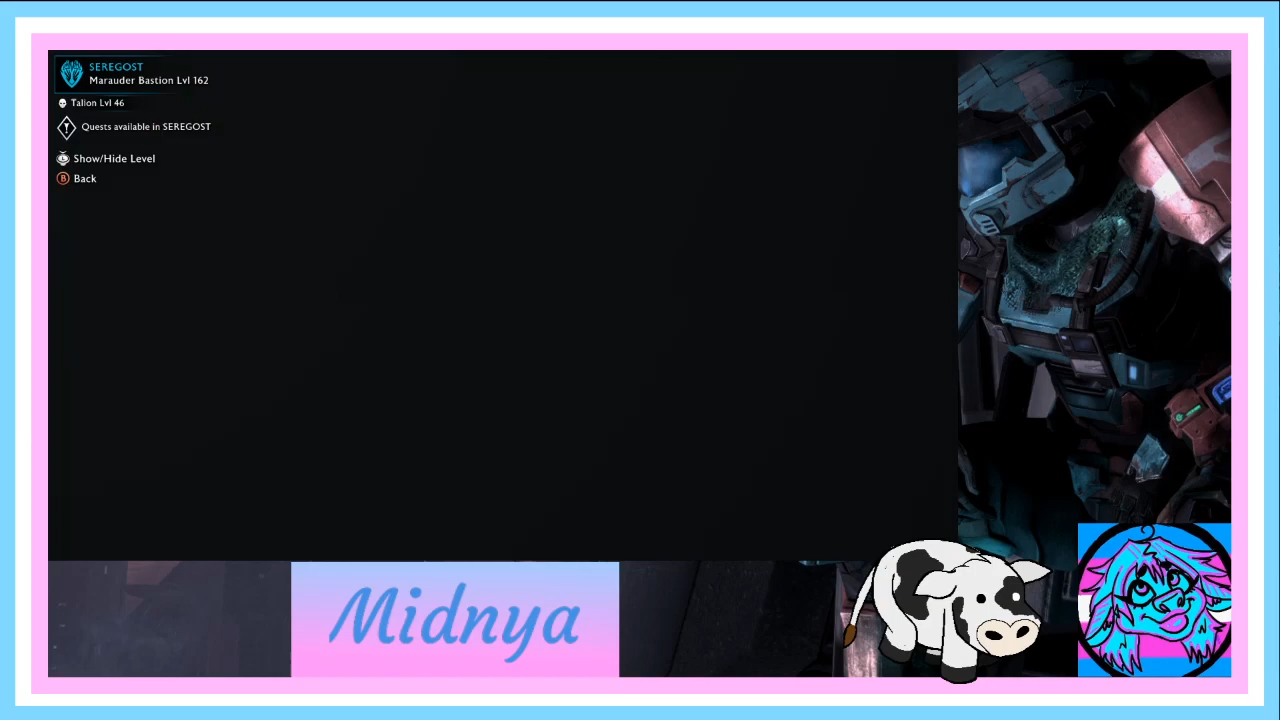 SEREGOST
Marauder Bastion Lvl 162
Talion Lvl 46
Quests available in SEREGOST
Show/Hide Level
B Back
Midnya